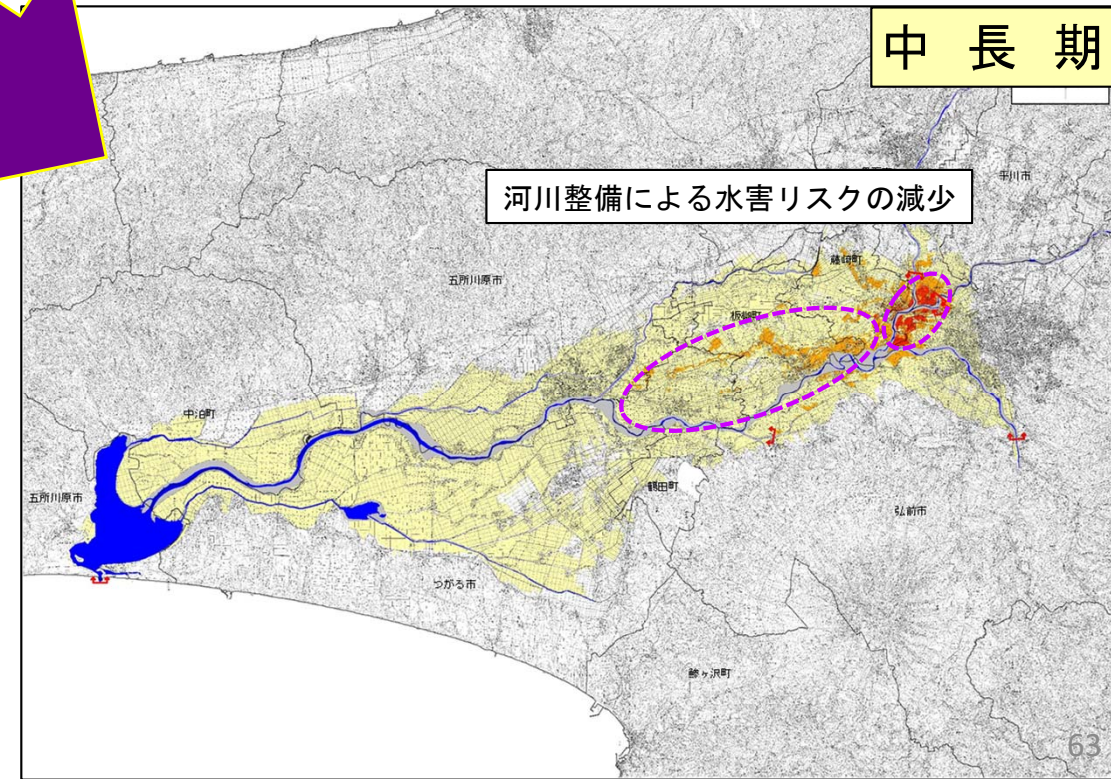 中長期
河川整備による水害リスクの減少
平川市
藤崎町
五所川原市
板柳町
中泊町
鶴田町
五所川原市
弘前市
つがる市
鰺ヶ沢町
63